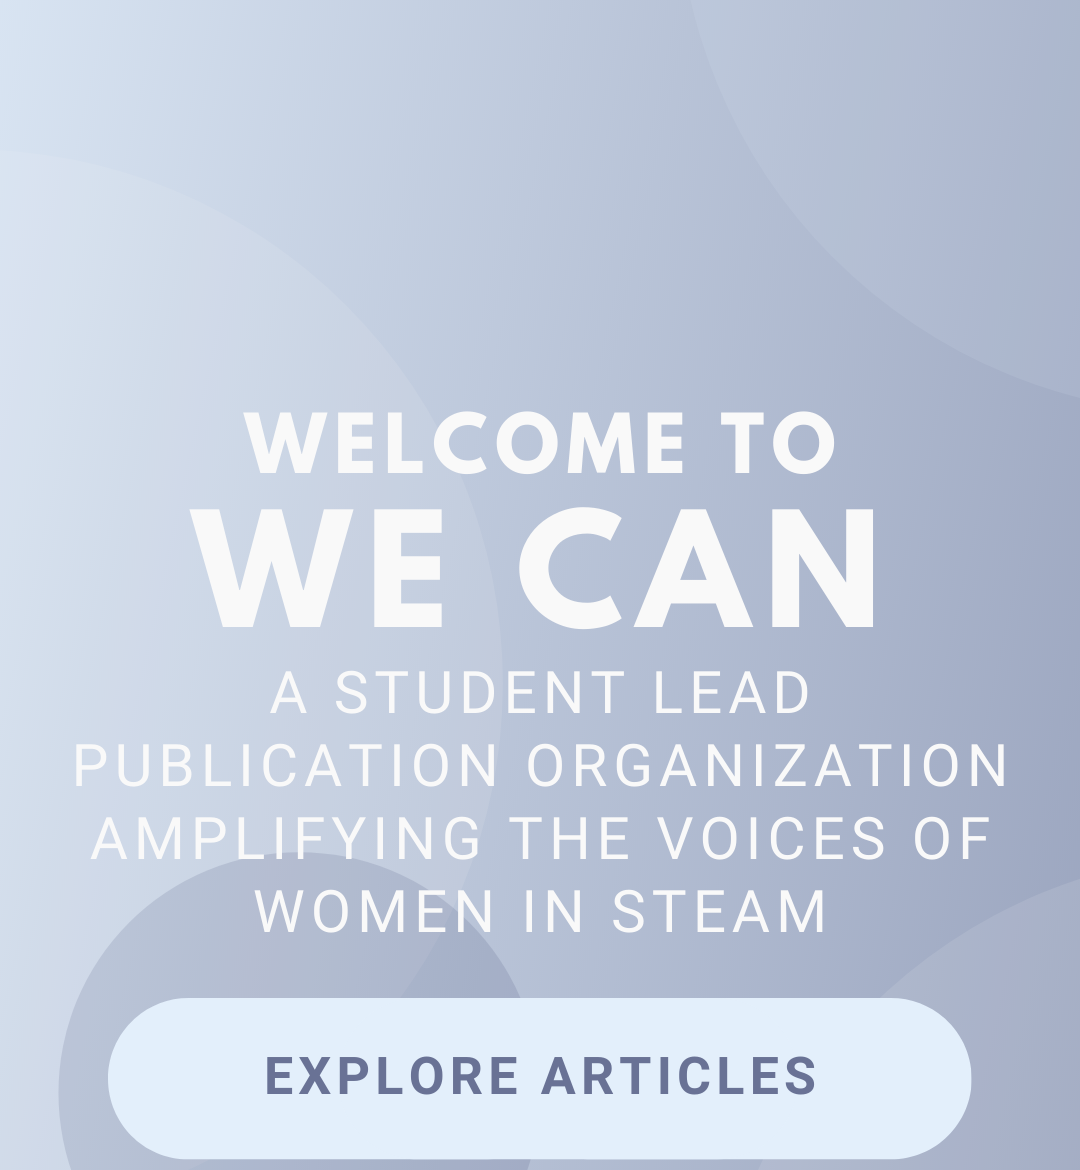 WELCOME TO
WE CAN
A STUDENT LEAD
PUBLICATION ORGANIZATION
AMPLIFYING THE VOICES OF
WOMEN IN STEAM
EXPLORE ARTICLES